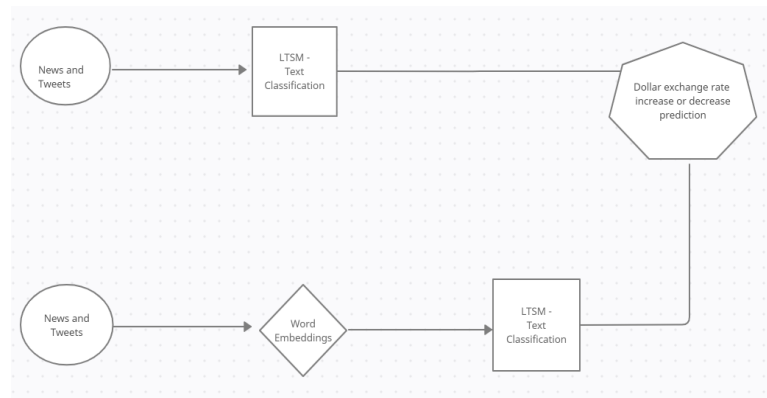 News and
Tweets
LTSM -
Text
Classification
Dollar exchange rate
increase or decrease
prediction
News and
Tweets
Word
Embeddings
LTSM -
Text
Classification